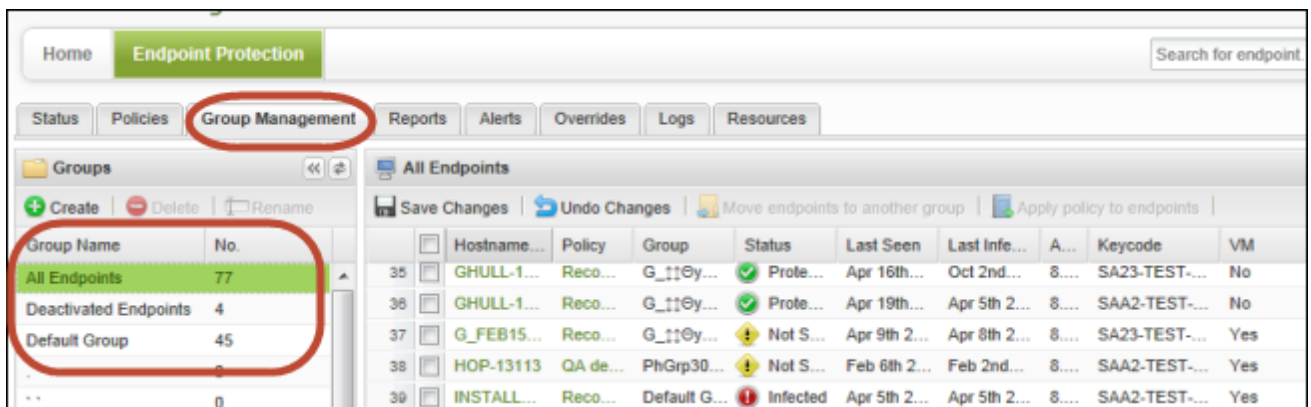 Home Endpoint Protection Search for endpoint.
Status Policies Group Management Reports Alerts Overrides Logs Resources
Groups
Create Delete Rename
Group Name No.
All Endpoints 77
Deactivated Endpoints 4
Default Group 45
0
All Endpoints
Save Changes Undo Changes Move endpoints to another group Apply policy to endpoints
Hostname... Policy Group Status Last Seen Last Infe... A... Keycode VM
35 GHULL-1... Reco... Prote... Apr 16th... Oct 2nd... 8.... SA23-TEST-... No
36 GHULL-1... Reco... Prote... Apr 19th... Apr 5th 2... 8.... SAA2-TEST-... No
37 G_FEB15... Reco... Not S... Apr 9th 2... Apr 8th 2... 8.... SA23-TEST-... Yes
38 HOP-13113 QA de... PhGrp30... Not S... Feb 6th 2... Feb 2nd... 8.... SAA2-TEST-... Yes
39 INSTALL... Reco... Default G... Infected Apr 5th 2... Apr 5th 2... 8.... SAA2-TEST-... Yes